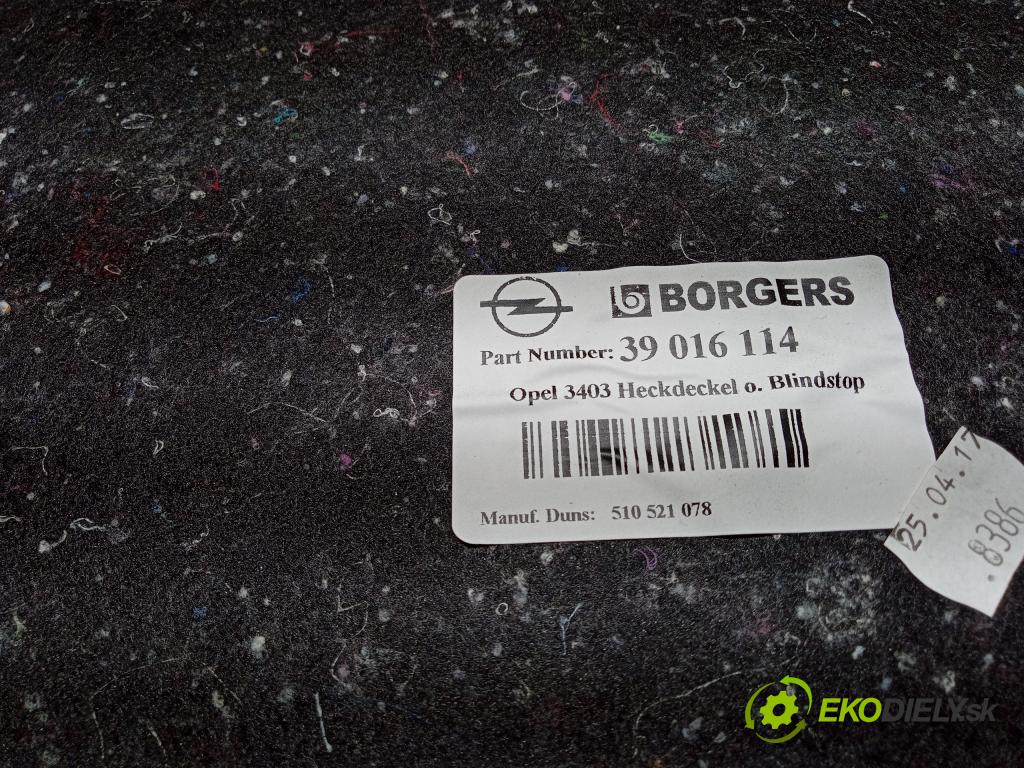 BORGERS
Part Number: 39 016 114
Opel 3403 Heckdeckel o. Blindstop
Manuf. Duns: 510 521 078
25.04.17
.8386
EKODIELY.sk